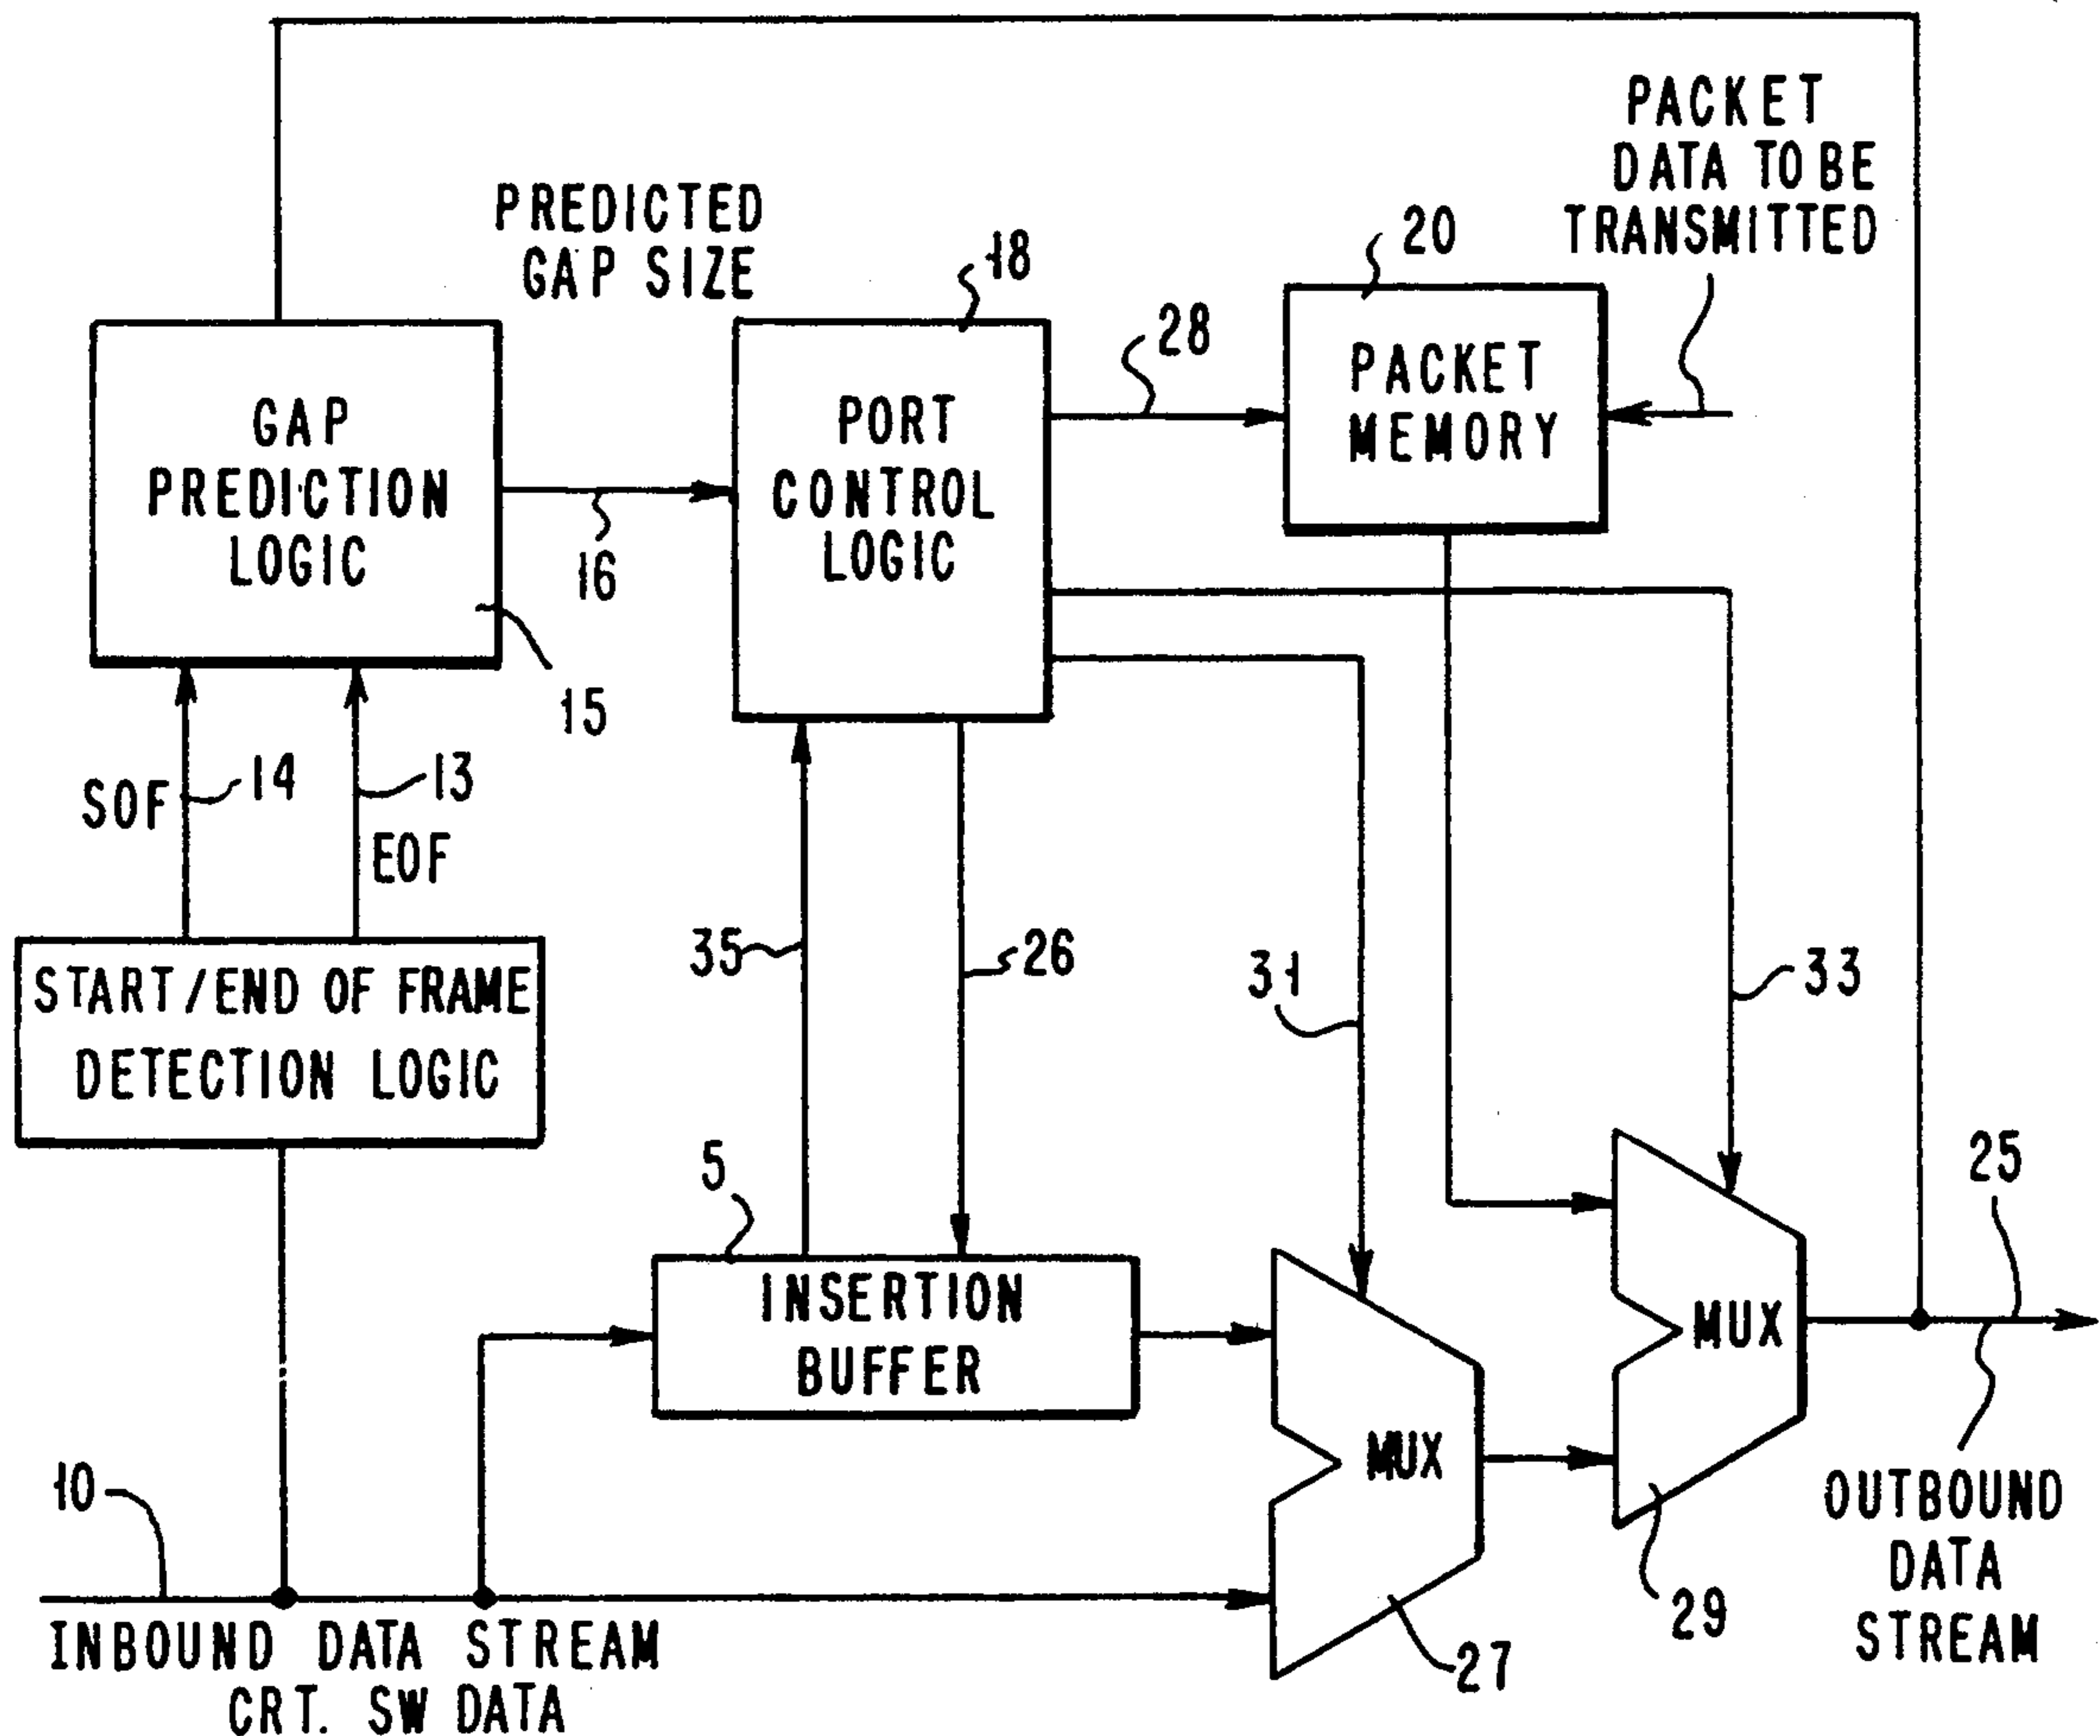 PACKET
DATA TO BE
TRANSMITTED
PREDICTED
GAP SIZE
18
20
28
GAP
PREDICTION
LOGIC
PORT
CONTROL
LOGIC
PACKET
MEMORY
16
15
SOF
14
13
EOF
START/END OF FRAME
DETECTION LOGIC
35
26
31
33
5
INSERTION
BUFFER
MUX
MUX
25
10
27
29
OUTBOUND
DATA
STREAM
INBOUND DATA STREAM
CRT. SW DATA